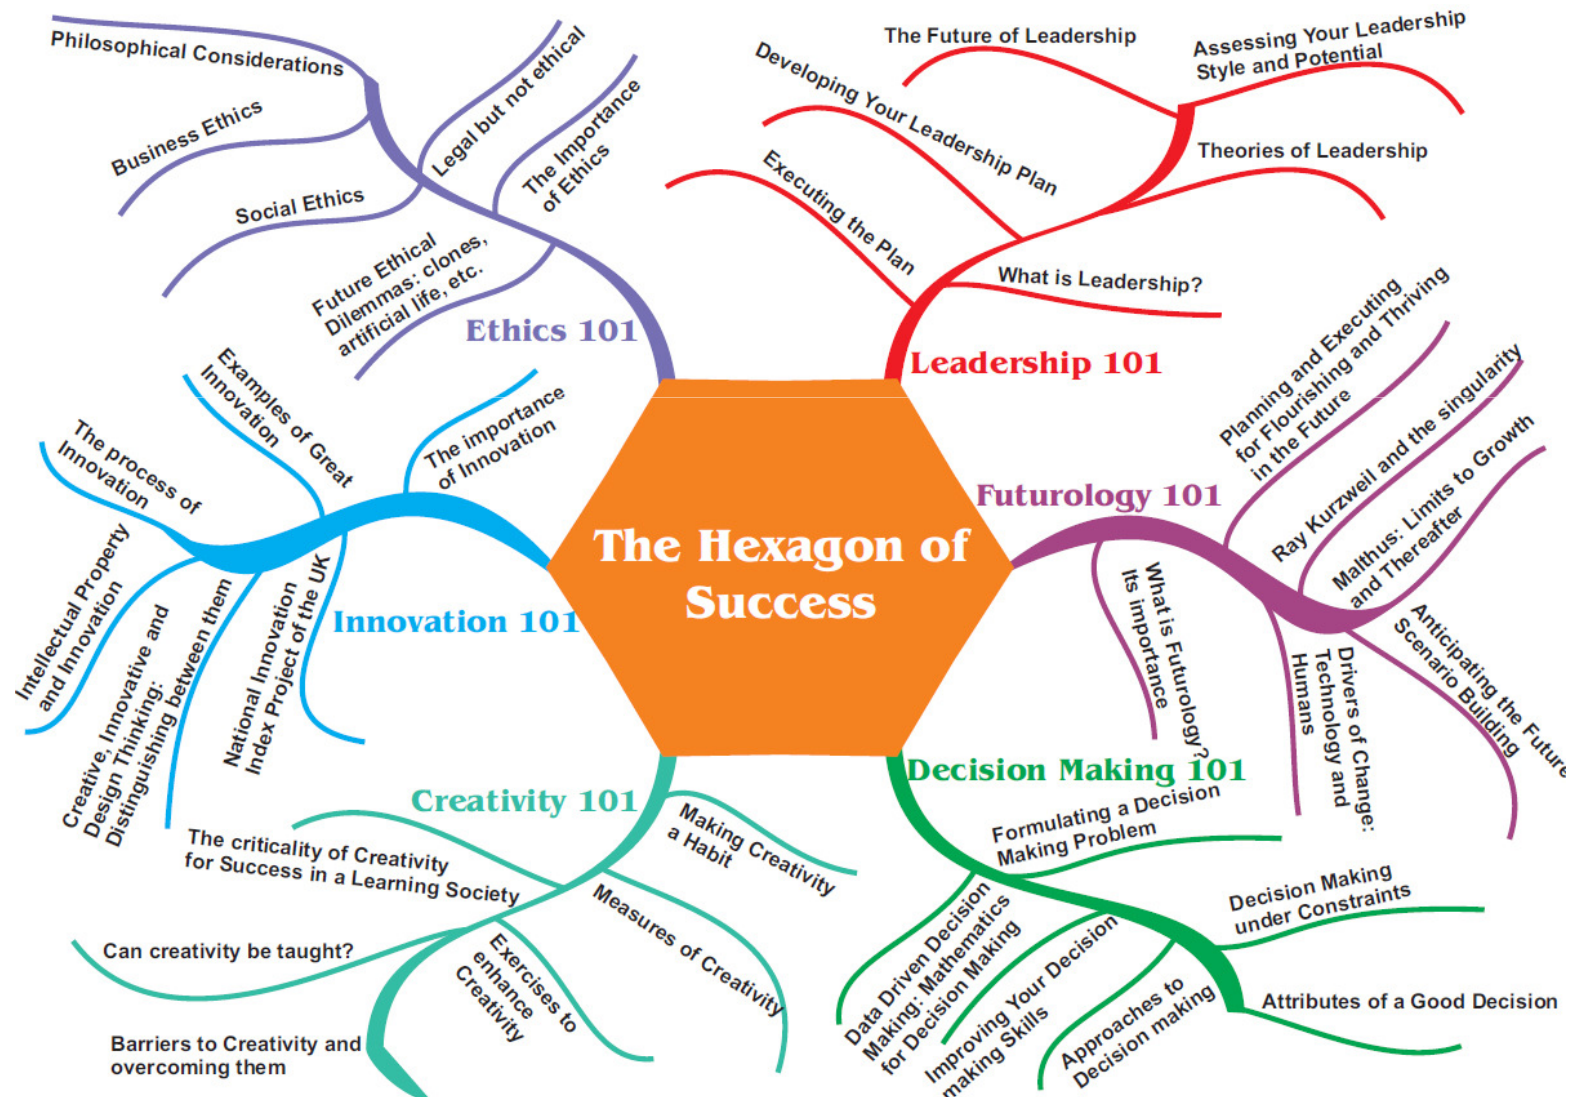 The Hexagon of
Success
Ethics 101
Philosophical Considerations
Business Ethics
Social Ethics
Legal but not ethical
The Importance
of Ethics
Future Ethical
Dilemmas: clones,
artificial life, etc.
Leadership 101
The Future of Leadership
Assessing Your Leadership
Style and Potential
Developing Your Leadership Plan
Theories of Leadership
Executing the Plan
What is Leadership?
Futurology 101
Planning and Executing
for Flourishing and Thriving
in the Future
Ray Kurzweil and the singularity
Malthus: Limits to Growth
and Thereafter
Anticipating the Future
Scenario Building
Drivers of Change:
Technology and
Humans
What is Futurology?
Its importance
Decision Making 101
Formulating a Decision
Making Problem
Decision Making
under Constraints
Attributes of a Good Decision
Approaches to
Decision making
Improving Your Decision
making Skills
Data Driven Decision
Making: Mathematics
for Decision Making
Creativity 101
Making Creativity
a Habit
Measures of Creativity
Exercises to
enhance
Creativity
The criticality of Creativity
for Success in a Learning Society
Can creativity be taught?
Barriers to Creativity and
overcoming them
Innovation 101
The importance
of Innovation
Examples of Great
Innovation
The process of
Innovation
Intellectual Property
and Innovation
Creative, Innovative and
Design Thinking:
Distinguishing between them
National Innovation
Index Project of the UK